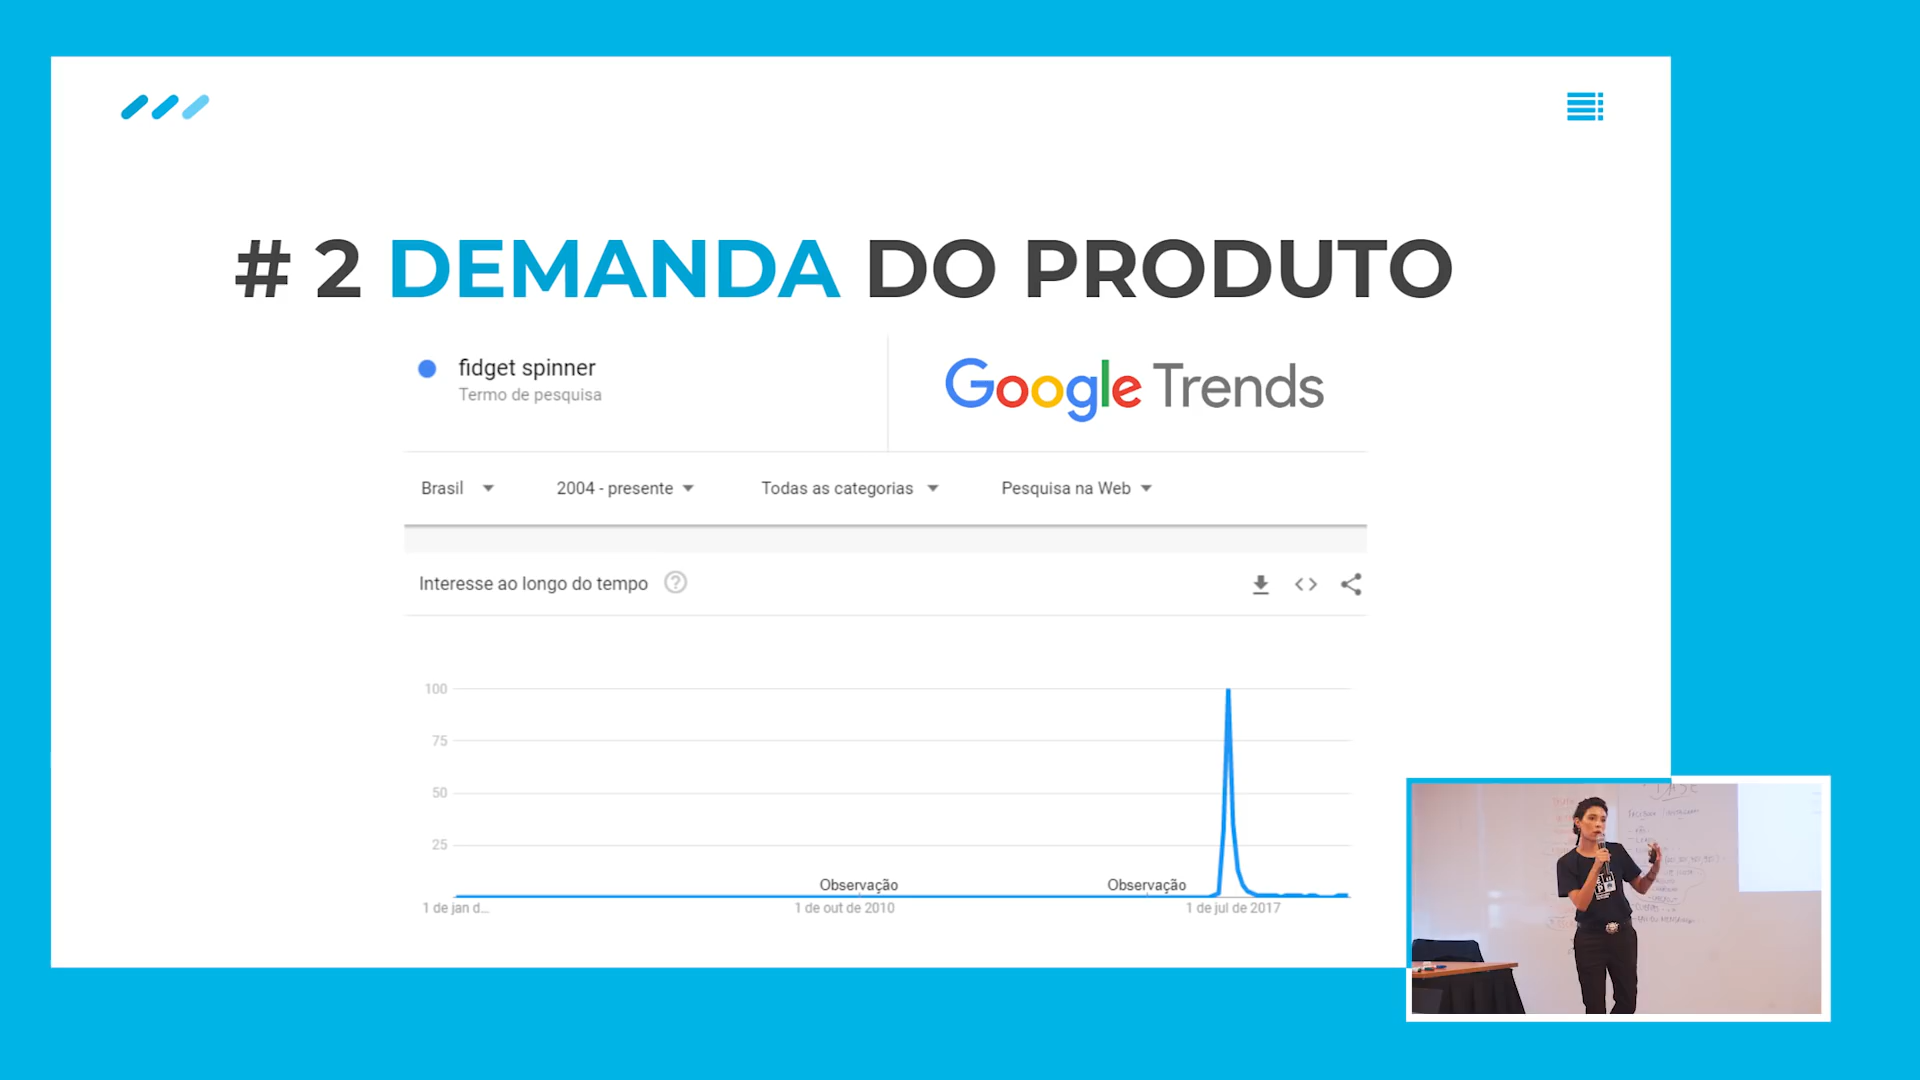 # 2 DEMANDA DO PRODUTO
fidget spinner
Termo de pesquisa
Google Trends
Brasil 2004 - presente Todas as categorias Pesquisa na Web
Interesse ao longo do tempo ?
100
75
50
25
Observação Observação
1 de jan d... 1 de out de 2010 1 de jul de 2017